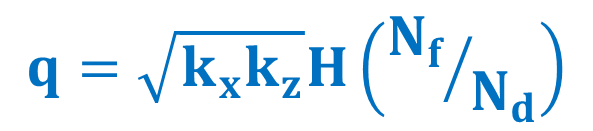 q = √(kₓk_z) H (N_f/N_d)